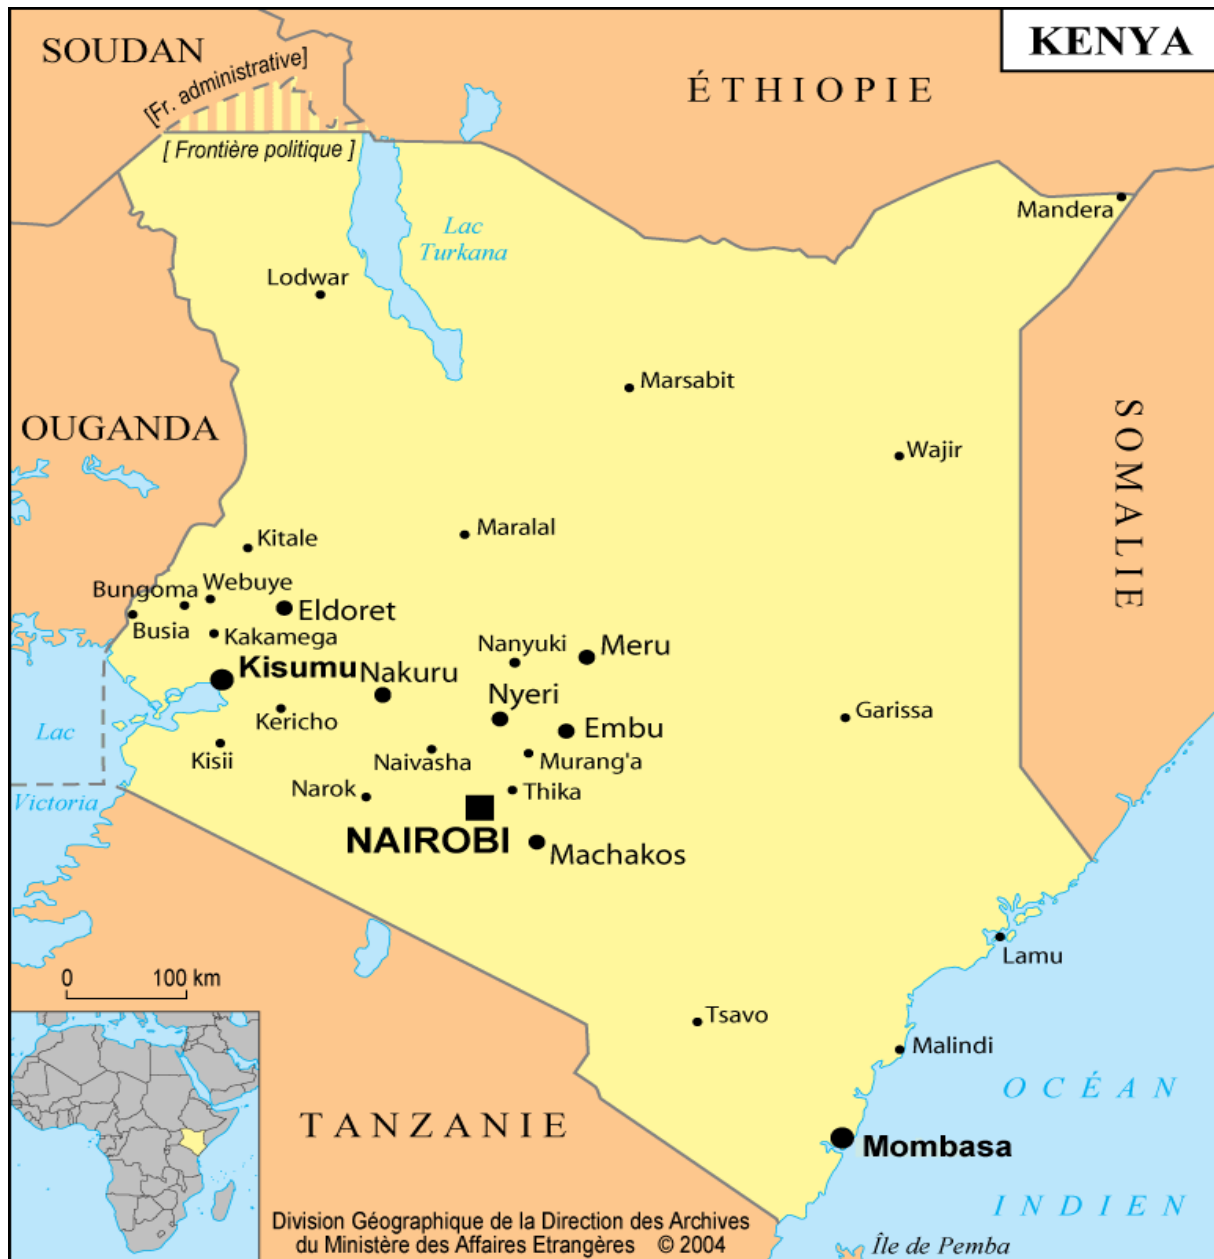 KENYA
SOUDAN
[Fr. administrative]
ÉTHIOPIE
[ Frontière politique ]
Mandera
Lac
Turkana
Lodwar
Marsabit
OUGANDA
SOMALIE
Wajir
Maralal
Kitale
Bungoma
Webuye
Eldoret
Busia
Kakamega
Nanyuki
Meru
Kisumu
Nakuru
Nyeri
Kericho
Embu
Garissa
Lac
Kisii
Naivasha
Murang'a
Narok
Thika
Victoria
NAIROBI
Machakos
Lamu
0 100 km
Tsavo
Malindi
OCÉAN
TANZANIE
Mombasa
INDIEN
Division Géographique de la Direction des Archives
du Ministère des Affaires Etrangères © 2004
Île de Pemba